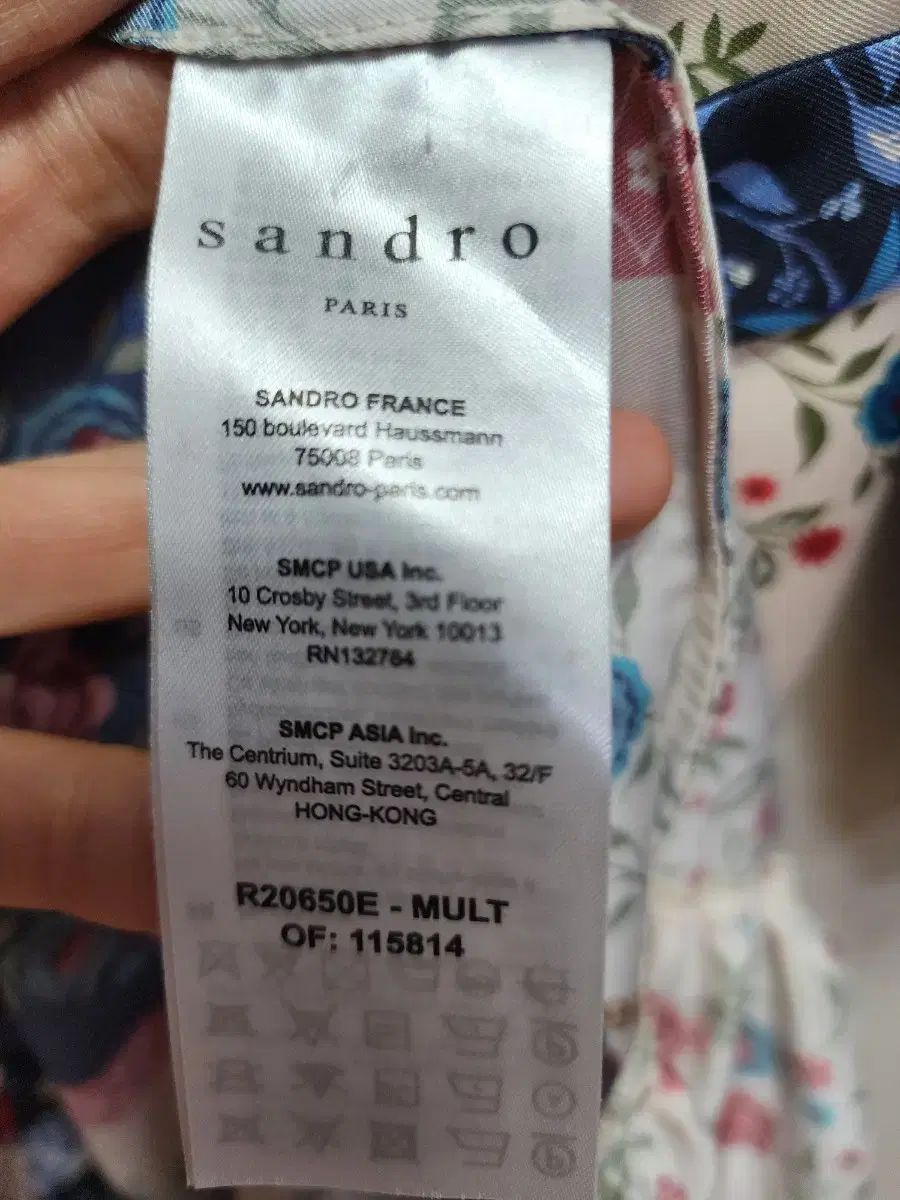 sandro
PARIS
SANDRO FRANCE
150 boulevard Haussmann
75008 Paris
www.sandro-paris.com
SMCP USA Inc.
10 Crosby Street, 3rd Floor
New York, New York 10013
RN132784
SMCP ASIA Inc.
The Centrium, Suite 3203A-5A, 32/F
60 Wyndham Street, Central
HONG-KONG
R20650E - MULT
OF: 115814